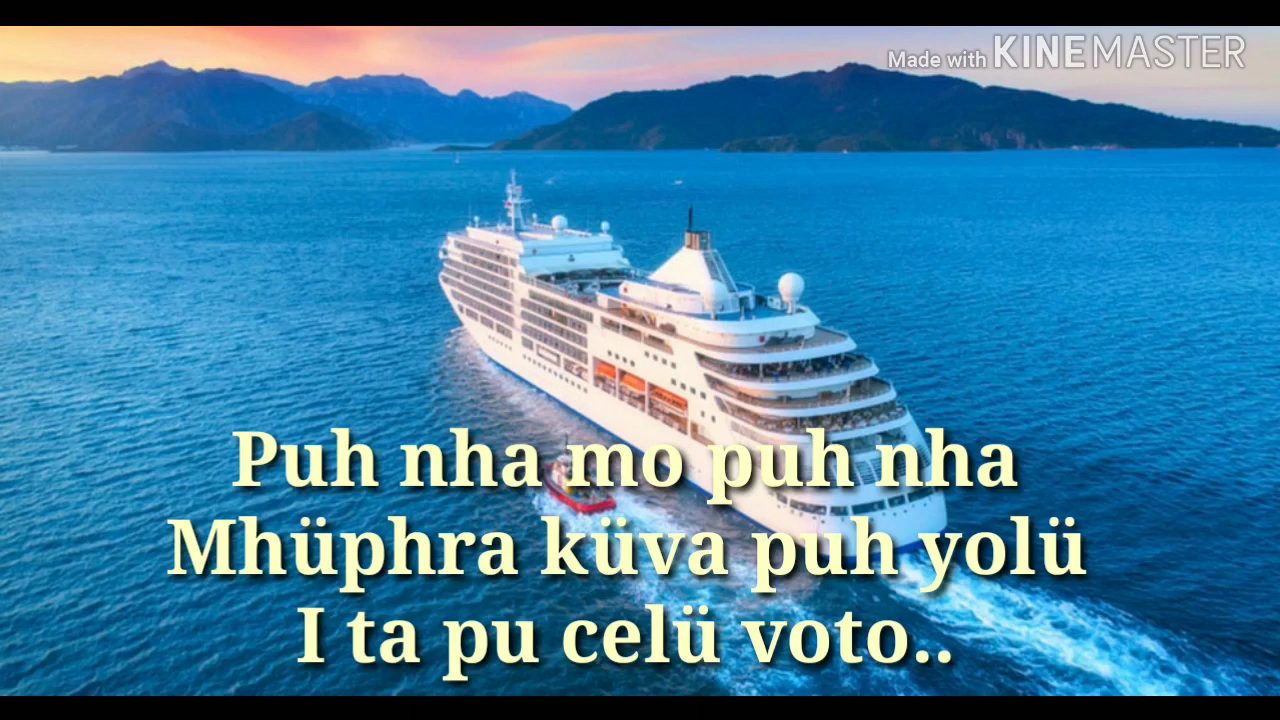 Made with KINEMASTER
Puh nha mo puh nha
Mhüphra küva puh yolü
I ta pu celü voto..